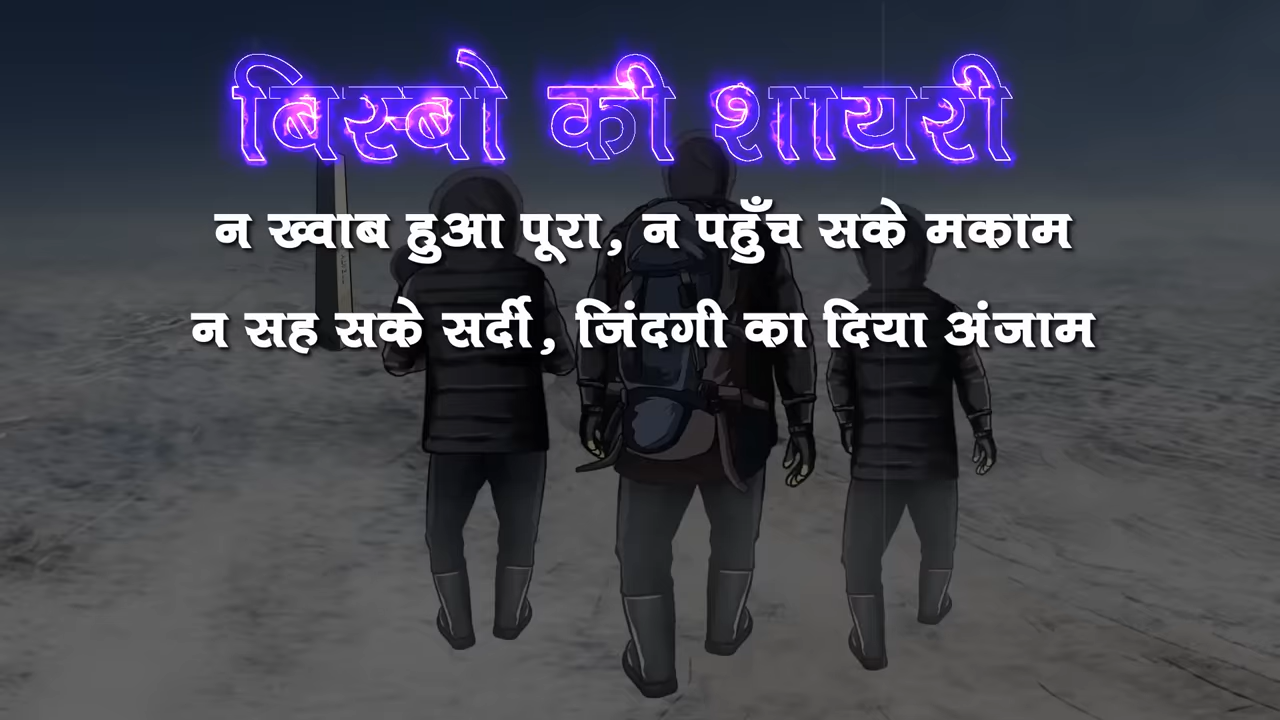 बिस्बो की शायरी
न ख्वाब हुआ पूरा, न पहुँच सके मकाम
न सह सके सर्दी, जिंदगी का दिया अंजाम